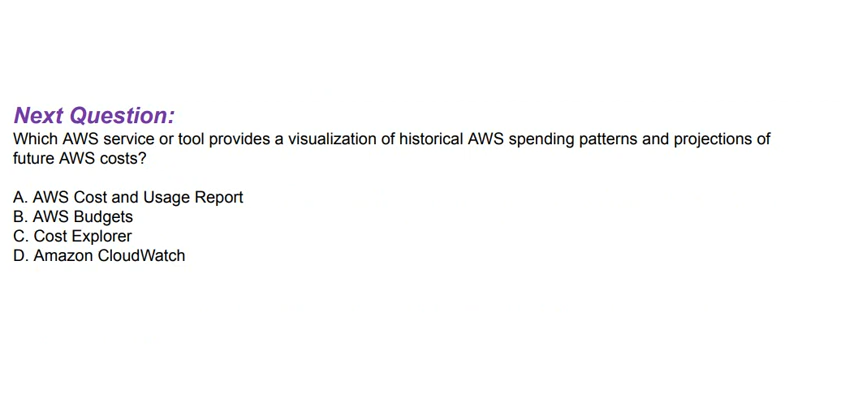 Next Question:
Which AWS service or tool provides a visualization of historical AWS spending patterns and projections of
future AWS costs?
A. AWS Cost and Usage Report
B. AWS Budgets
C. Cost Explorer
D. Amazon CloudWatch